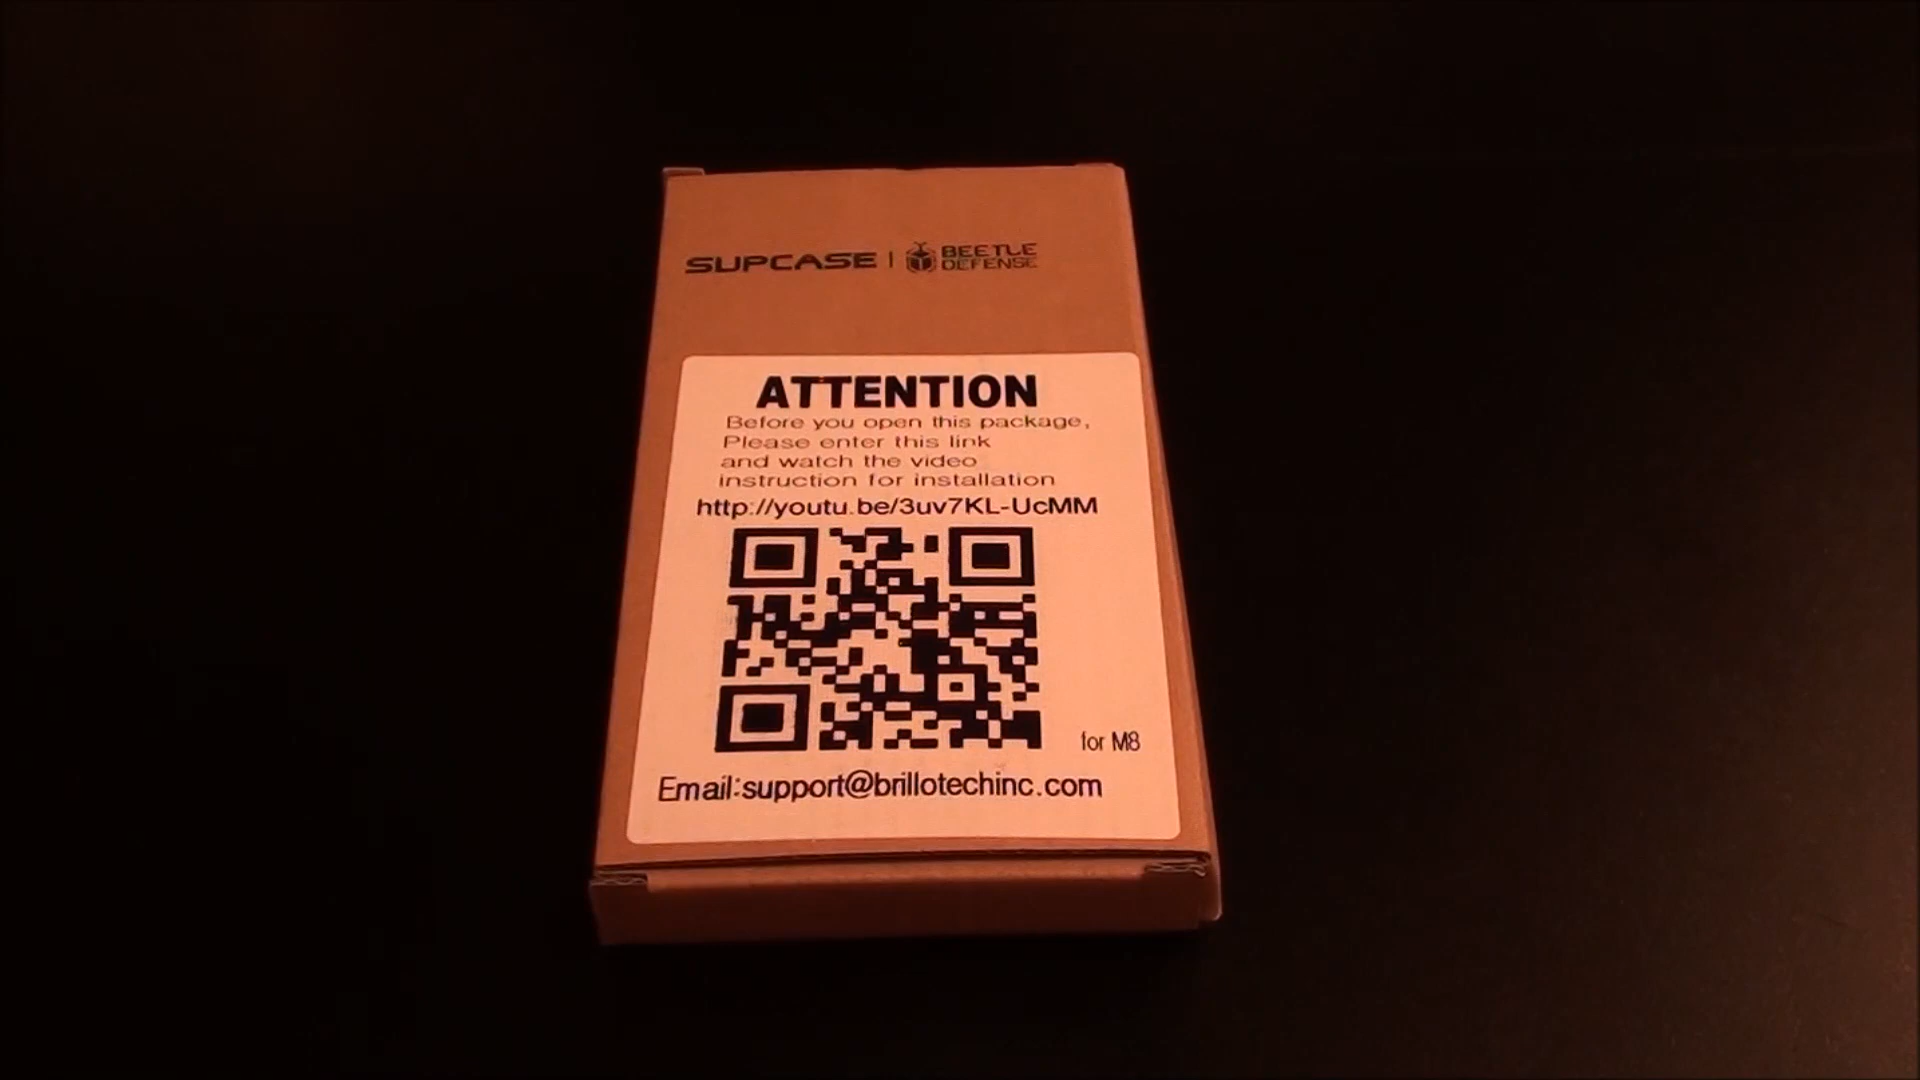 SUPCASE | BEETLE DEFENSE
ATTENTION
Before you open this package,
Please enter this link
and watch the video
instruction for installation
http://youtu.be/3uv7KL-UcMM
for M8
Email:support@brillotechinc.com